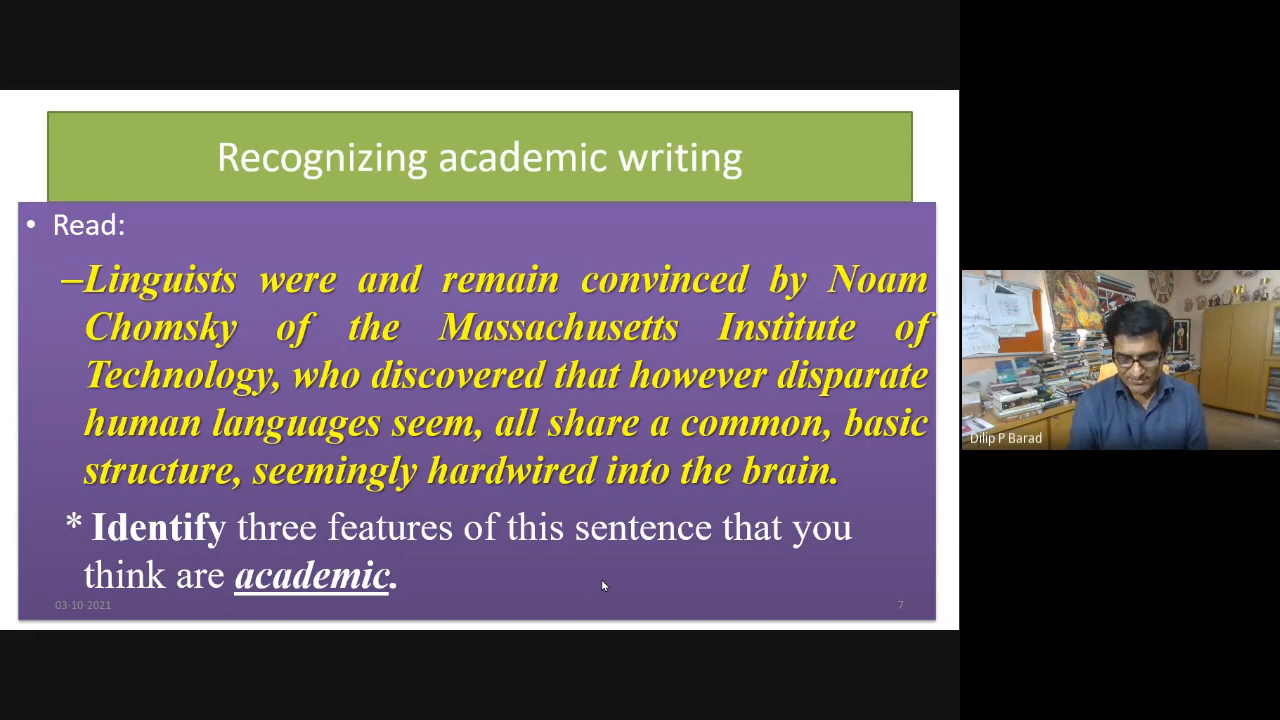 Recognizing academic writing
• Read:
–Linguists were and remain convinced by Noam
Chomsky of the Massachusetts Institute of
Technology, who discovered that however disparate
human languages seem, all share a common, basic
structure, seemingly hardwired into the brain.
* Identify three features of this sentence that you
think are academic.
03-10-2021
7
Dilip P Barad